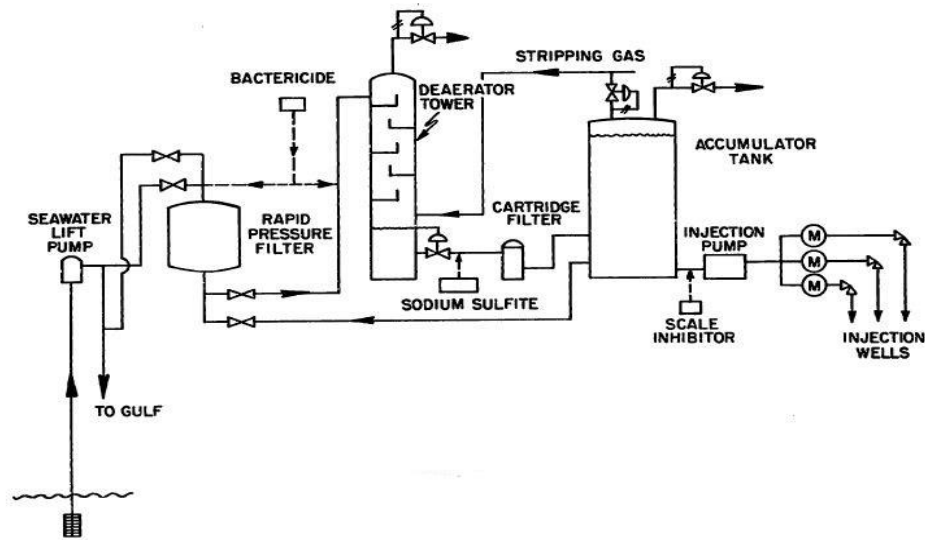 STRIPPING GAS
BACTERICIDE
DEAERATOR
TOWER
ACCUMULATOR
TANK
SEAWATER
LIFT
PUMP
RAPID
PRESSURE
FILTER
CARTRIDGE
FILTER
INJECTION
PUMP
M
M
M
SODIUM SULFITE
SCALE
INHIBITOR
INJECTION
WELLS
TO GULF